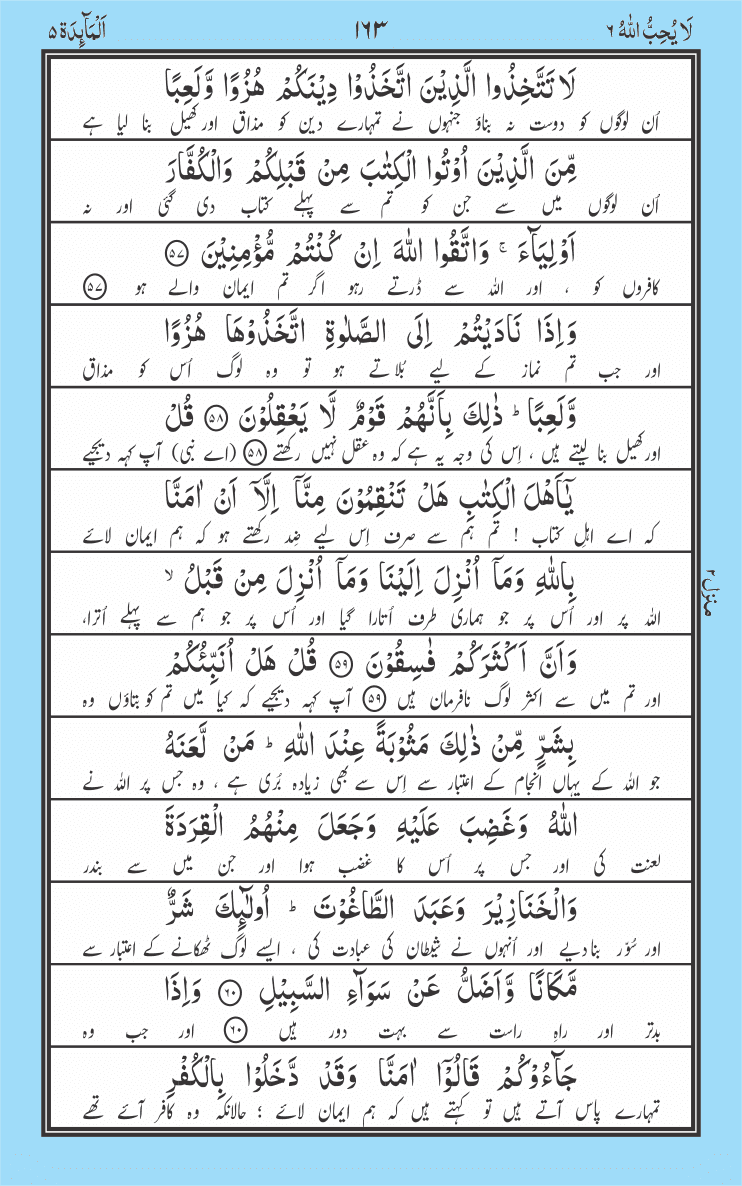 لَا يُحِبُّ اللّٰهُ ٦
١٦٣
اَلْمَآئِدَة ٥
لَا تَتَّخِذُوا الَّذِيْنَ اتَّخَذُوْا دِيْنَكُمْ هُزُوًا وَّلَعِبًا
اُن لوگوں کو دوست نہ بناؤ جنہوں نے تمہارے دین کو مذاق اور کھیل بنا لیا ہے
مِّنَ الَّذِيْنَ اُوْتُوا الْكِتٰبَ مِنْ قَبْلِكُمْ وَالْكُفَّارَ
اُن لوگوں میں سے جن کو تم سے پہلے کتاب دی گئی اور نہ
اَوْلِيَآءَ ۚ وَاتَّقُوا اللّٰهَ اِنْ كُنْتُمْ مُّؤْمِنِيْنَ ۝٥٧
کافروں کو ، اور اللہ سے ڈرتے رہو اگر تم ایمان والے ہو ۝٥٧
وَاِذَا نَادَيْتُمْ اِلَى الصَّلٰوةِ اتَّخَذُوْهَا هُزُوًا
اور جب تم نماز کے لیے بُلاتے ہو تو وہ لوگ اُس کو مذاق
وَّلَعِبًا ؕ ذٰلِكَ بِاَنَّهُمْ قَوْمٌ لَّا يَعْقِلُوْنَ ۝٥٨ قُلْ
اور کھیل بنا لیتے ہیں ، اِس کی وجہ یہ ہے کہ وہ عقل نہیں رکھتے ۝٥٨ (اے نبی) آپ کہہ دیجیے
يٰٓاَهْلَ الْكِتٰبِ هَلْ تَنْقِمُوْنَ مِنَّآ اِلَّآ اَنْ اٰمَنَّا
کہ اے اہلِ کتاب ! تم ہم سے صرف اِس لیے ضِد رکھتے ہو کہ ہم ایمان لائے
بِاللّٰهِ وَمَآ اُنْزِلَ اِلَيْنَا وَمَآ اُنْزِلَ مِنْ قَبْلُ ۙ
اللہ پر اور اُس پر جو ہماری طرف اُتارا گیا اور اُس پر جو ہم سے پہلے اُترا،
منزل ٢
وَاَنَّ اَكْثَرَكُمْ فٰسِقُوْنَ ۝٥٩ قُلْ هَلْ اُنَبِّئُكُمْ
اور تم میں سے اکثر لوگ نافرمان ہیں ۝٥٩ آپ کہہ دیجیے کہ کیا میں تم کو بتاؤں وہ
بِشَرٍّ مِّنْ ذٰلِكَ مَثُوْبَةً عِنْدَ اللّٰهِ ؕ مَنْ لَّعَنَهُ
جو اللہ کے یہاں انجام کے اعتبار سے اِس سے بھی زیادہ بُری ہے ، وہ جس پر اللہ نے
اللّٰهُ وَغَضِبَ عَلَيْهِ وَجَعَلَ مِنْهُمُ الْقِرَدَةَ
لعنت کی اور جس پر اُس کا غضب ہوا اور جن میں سے بندر
وَالْخَنَازِيْرَ وَعَبَدَ الطَّاغُوْتَ ؕ اُولٰٓئِكَ شَرٌّ
اور سُوّر بنادیے اور اُنہوں نے شیطان کی عبادت کی ، ایسے لوگ ٹھکانے کے اعتبار سے
مَّكَانًا وَّاَضَلُّ عَنْ سَوَآءِ السَّبِيْلِ ۝٦٠ وَاِذَا
بدتر اور راہِ راست سے بہت دور ہیں ۝٦٠ اور جب وہ
جَآءُوْكُمْ قَالُوْٓا اٰمَنَّا وَقَدْ دَّخَلُوْا بِالْكُفْرِ
تمہارے پاس آتے ہیں تو کہتے ہیں کہ ہم ایمان لائے ؛ حالانکہ وہ کافر آئے تھے